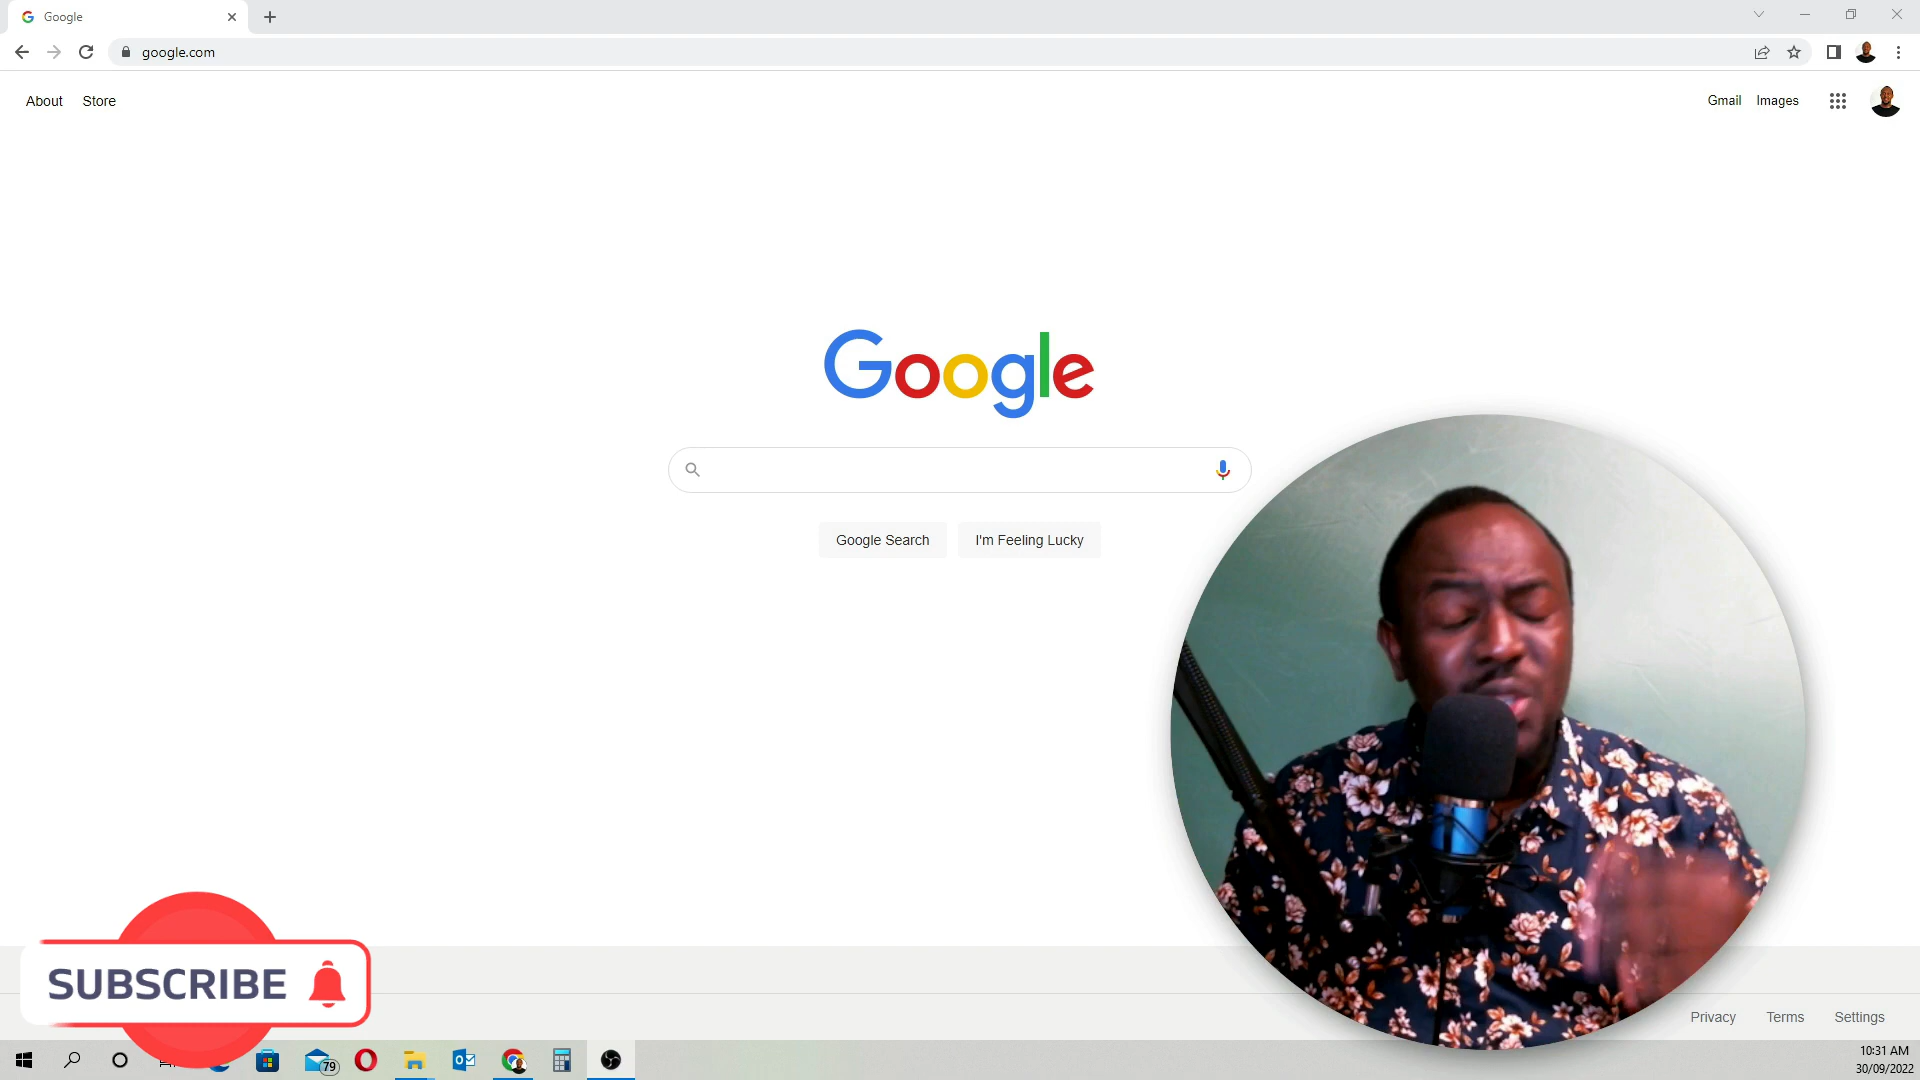 Google
google.com
About Store
Gmail Images
Google
Google Search I'm Feeling Lucky
SUBSCRIBE
Privacy Terms Settings
79
10:31 AM
30/09/2022